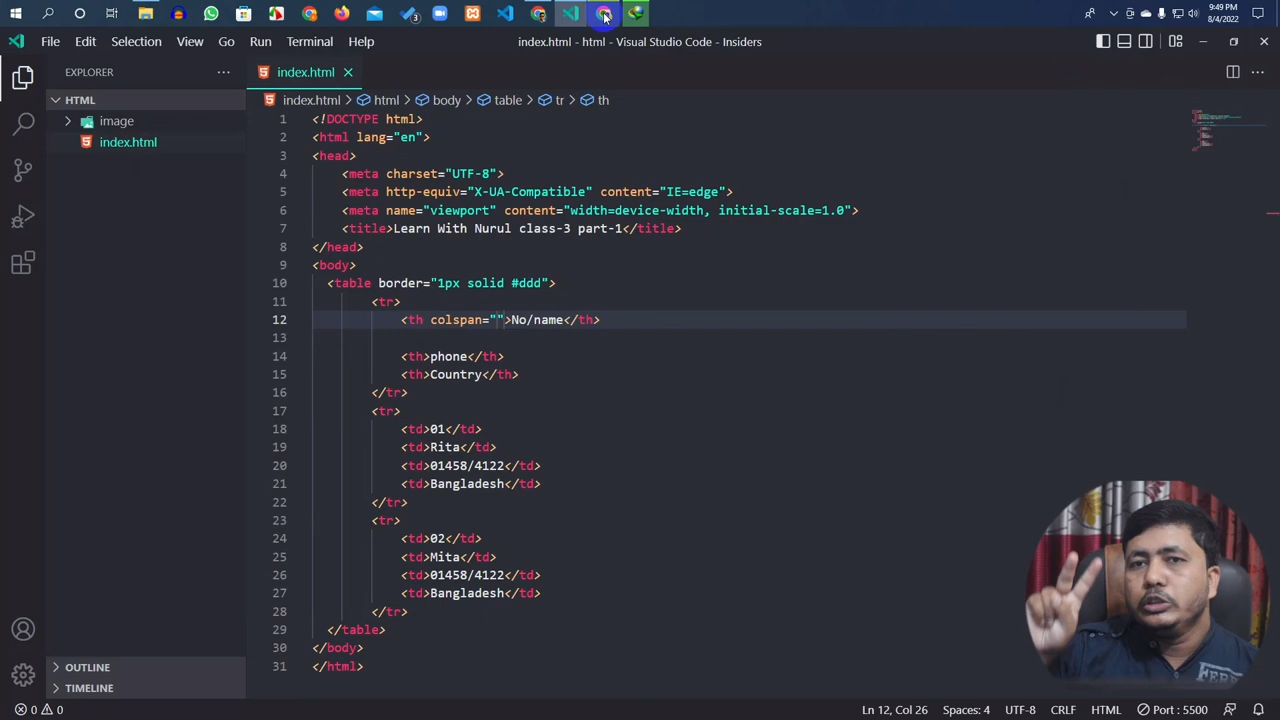 3
9:49 PM
8/4/2022
File Edit Selection View Go Run Terminal Help
index.html - html - Visual Studio Code - Insiders
EXPLORER
HTML
image
index.html
OUTLINE
TIMELINE
index.html
index.html > html > body > table > tr > th
1 <!DOCTYPE html>
2 <html lang="en">
3 <head>
4 <meta charset="UTF-8">
5 <meta http-equiv="X-UA-Compatible" content="IE=edge">
6 <meta name="viewport" content="width=device-width, initial-scale=1.0">
7 <title>Learn With Nurul class-3 part-1</title>
8 </head>
9 <body>
10 <table border="1px solid #ddd">
11 <tr>
12 <th colspan="">No/name</th>
13
14 <th>phone</th>
15 <th>Country</th>
16 </tr>
17 <tr>
18 <td>01</td>
19 <td>Rita</td>
20 <td>01458/4122</td>
21 <td>Bangladesh</td>
22 </tr>
23 <tr>
24 <td>02</td>
25 <td>Mita</td>
26 <td>01458/4122</td>
27 <td>Bangladesh</td>
28 </tr>
29 </table>
30 </body>
31 </html>
0 0 Ln 12, Col 26 Spaces: 4 UTF-8 CRLF HTML Port : 5500